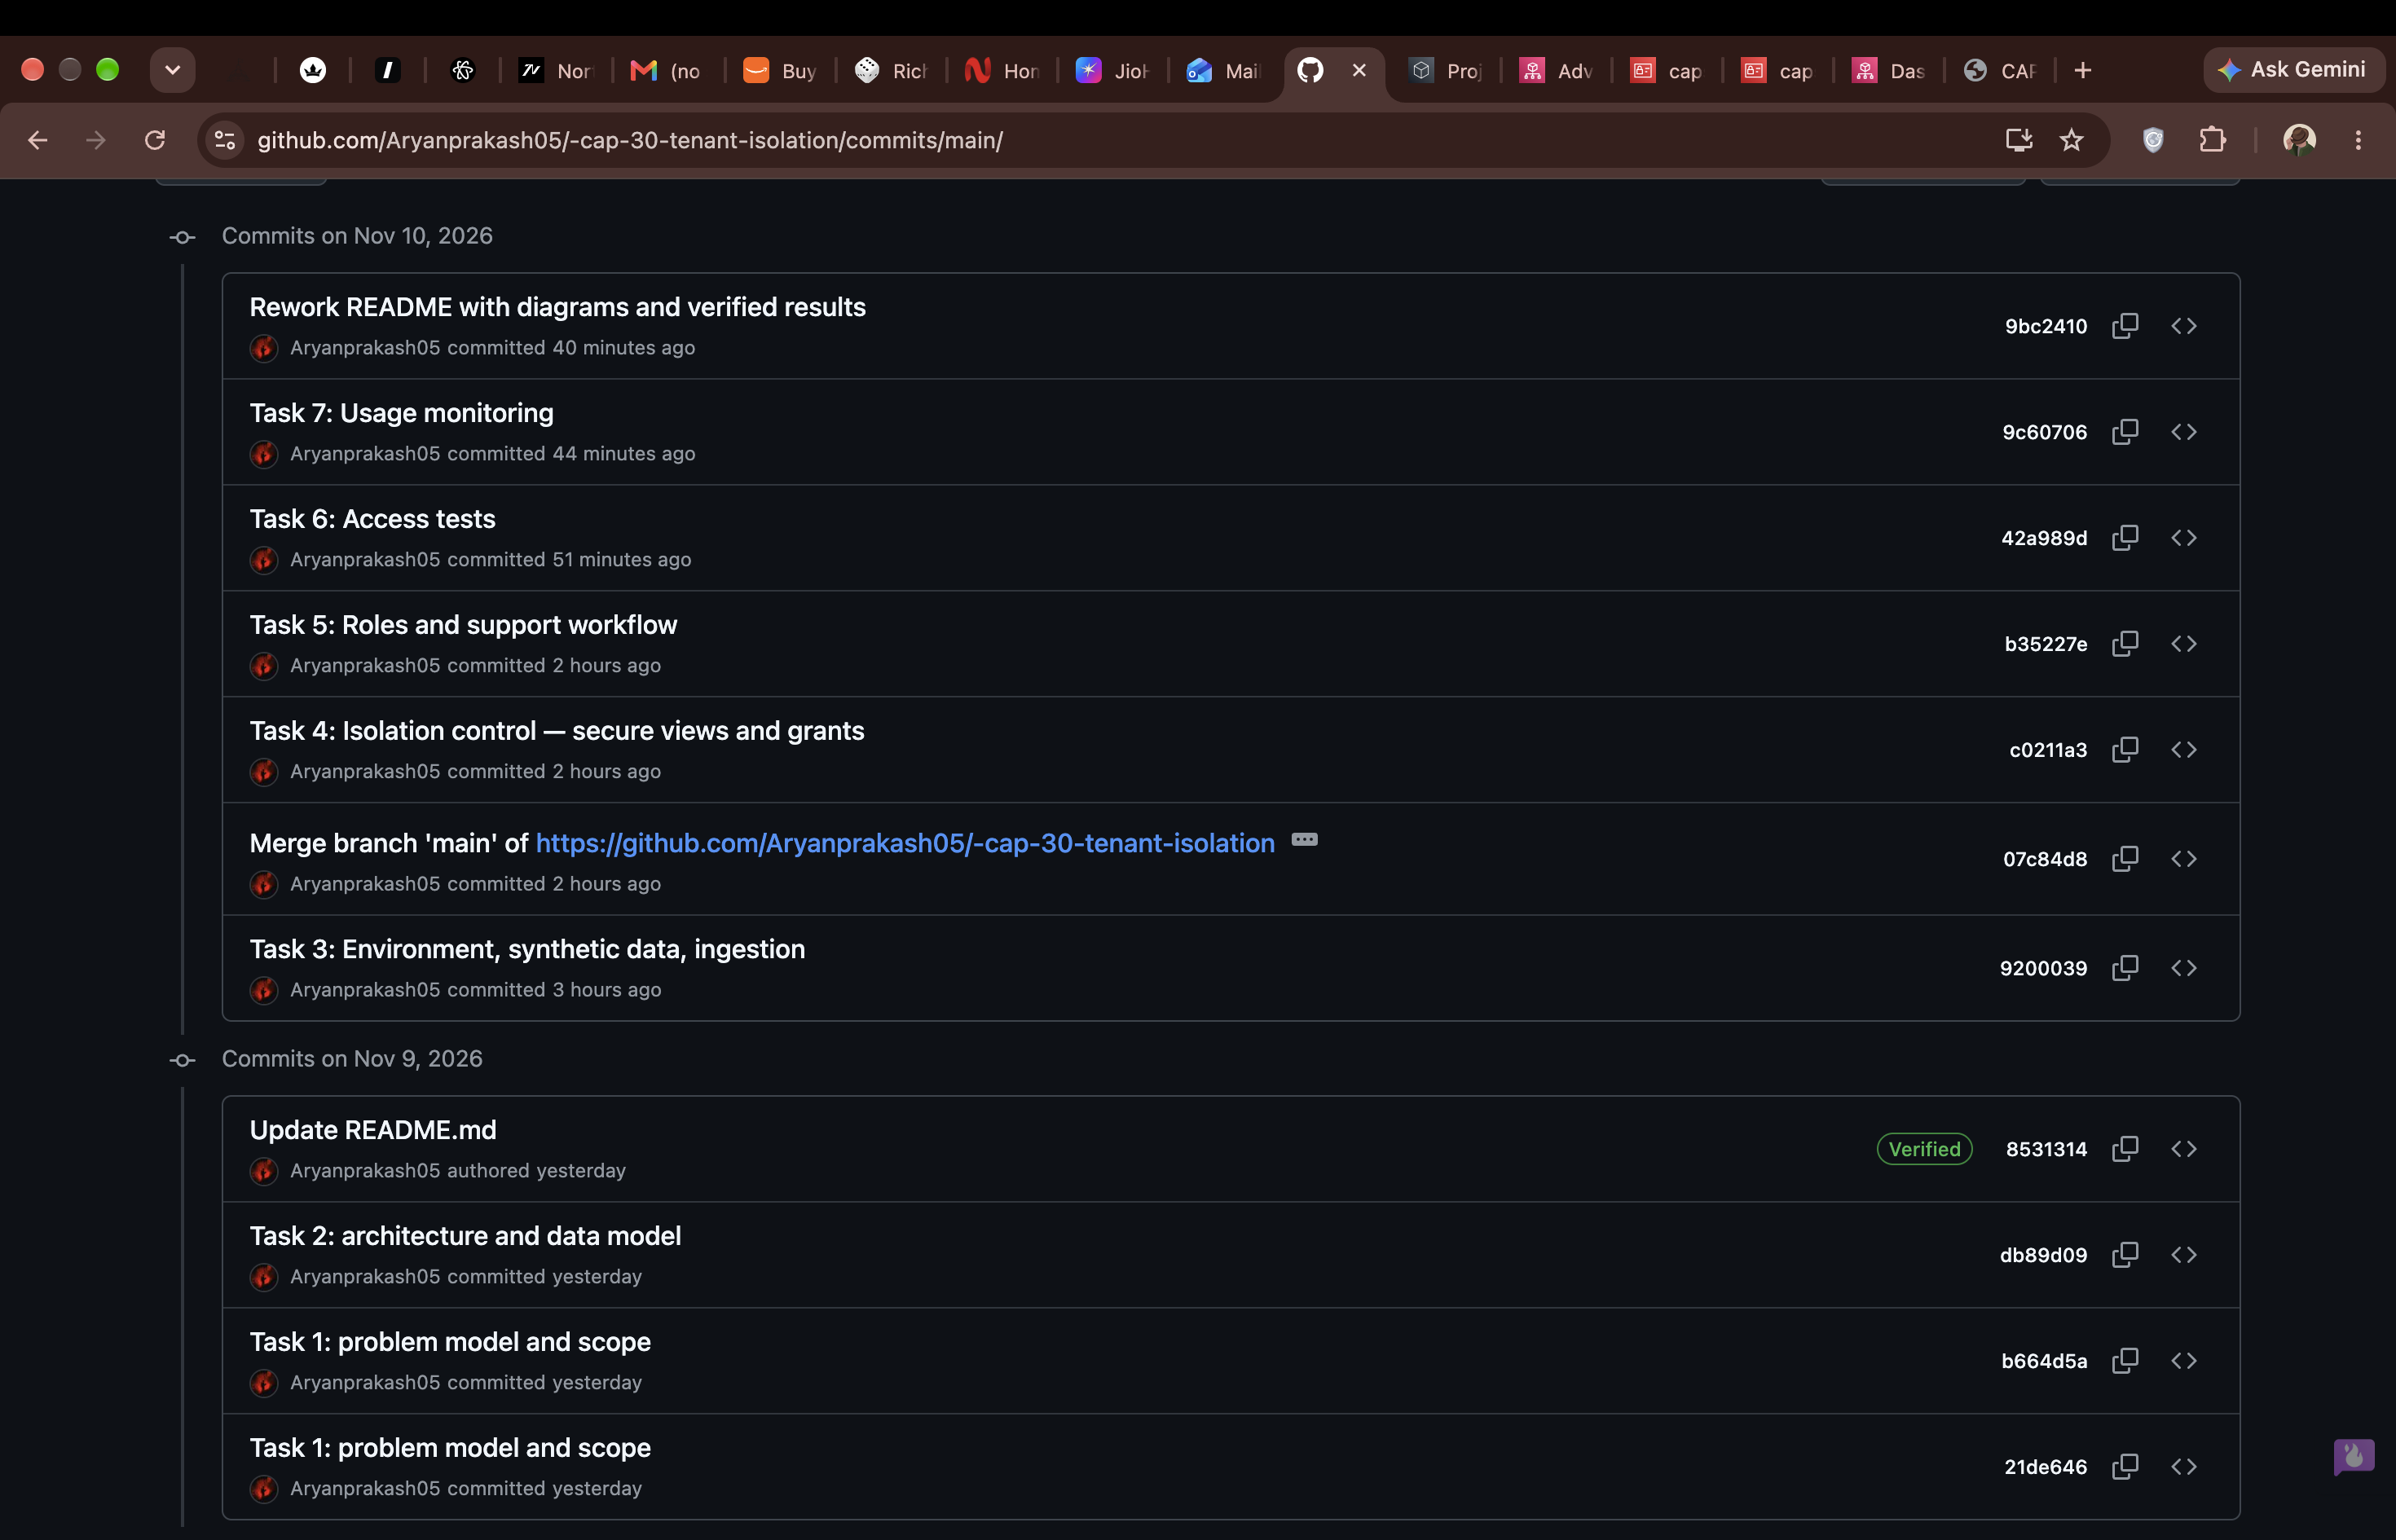 Nor
(no
Buy
Rich
Hon
JioH
Mail
Proj
Adv
cap
cap
Das
CAP
Ask Gemini
github.com/Aryanprakash05/-cap-30-tenant-isolation/commits/main/
Commits on Nov 10, 2026
Rework README with diagrams and verified results
Aryanprakash05 committed 40 minutes ago
9bc2410
Task 7: Usage monitoring
Aryanprakash05 committed 44 minutes ago
9c60706
Task 6: Access tests
Aryanprakash05 committed 51 minutes ago
42a989d
Task 5: Roles and support workflow
Aryanprakash05 committed 2 hours ago
b35227e
Task 4: Isolation control — secure views and grants
Aryanprakash05 committed 2 hours ago
c0211a3
Merge branch 'main' of https://github.com/Aryanprakash05/-cap-30-tenant-isolation
Aryanprakash05 committed 2 hours ago
07c84d8
Task 3: Environment, synthetic data, ingestion
Aryanprakash05 committed 3 hours ago
9200039
Commits on Nov 9, 2026
Update README.md
Aryanprakash05 authored yesterday
Verified
8531314
Task 2: architecture and data model
Aryanprakash05 committed yesterday
db89d09
Task 1: problem model and scope
Aryanprakash05 committed yesterday
b664d5a
Task 1: problem model and scope
Aryanprakash05 committed yesterday
21de646